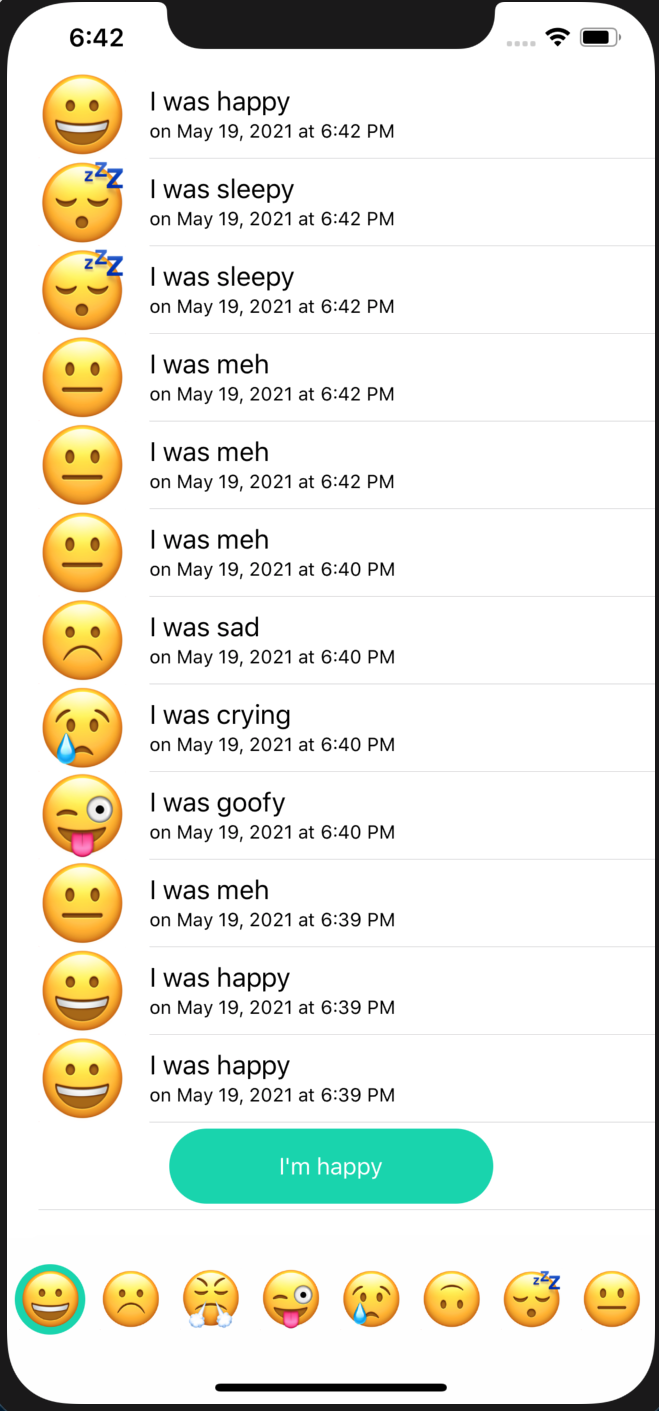 6:42
I was happy
on May 19, 2021 at 6:42 PM
I was sleepy
on May 19, 2021 at 6:42 PM
I was sleepy
on May 19, 2021 at 6:42 PM
I was meh
on May 19, 2021 at 6:42 PM
I was meh
on May 19, 2021 at 6:42 PM
I was meh
on May 19, 2021 at 6:40 PM
I was sad
on May 19, 2021 at 6:40 PM
I was crying
on May 19, 2021 at 6:40 PM
I was goofy
on May 19, 2021 at 6:40 PM
I was meh
on May 19, 2021 at 6:39 PM
I was happy
on May 19, 2021 at 6:39 PM
I was happy
on May 19, 2021 at 6:39 PM
I'm happy